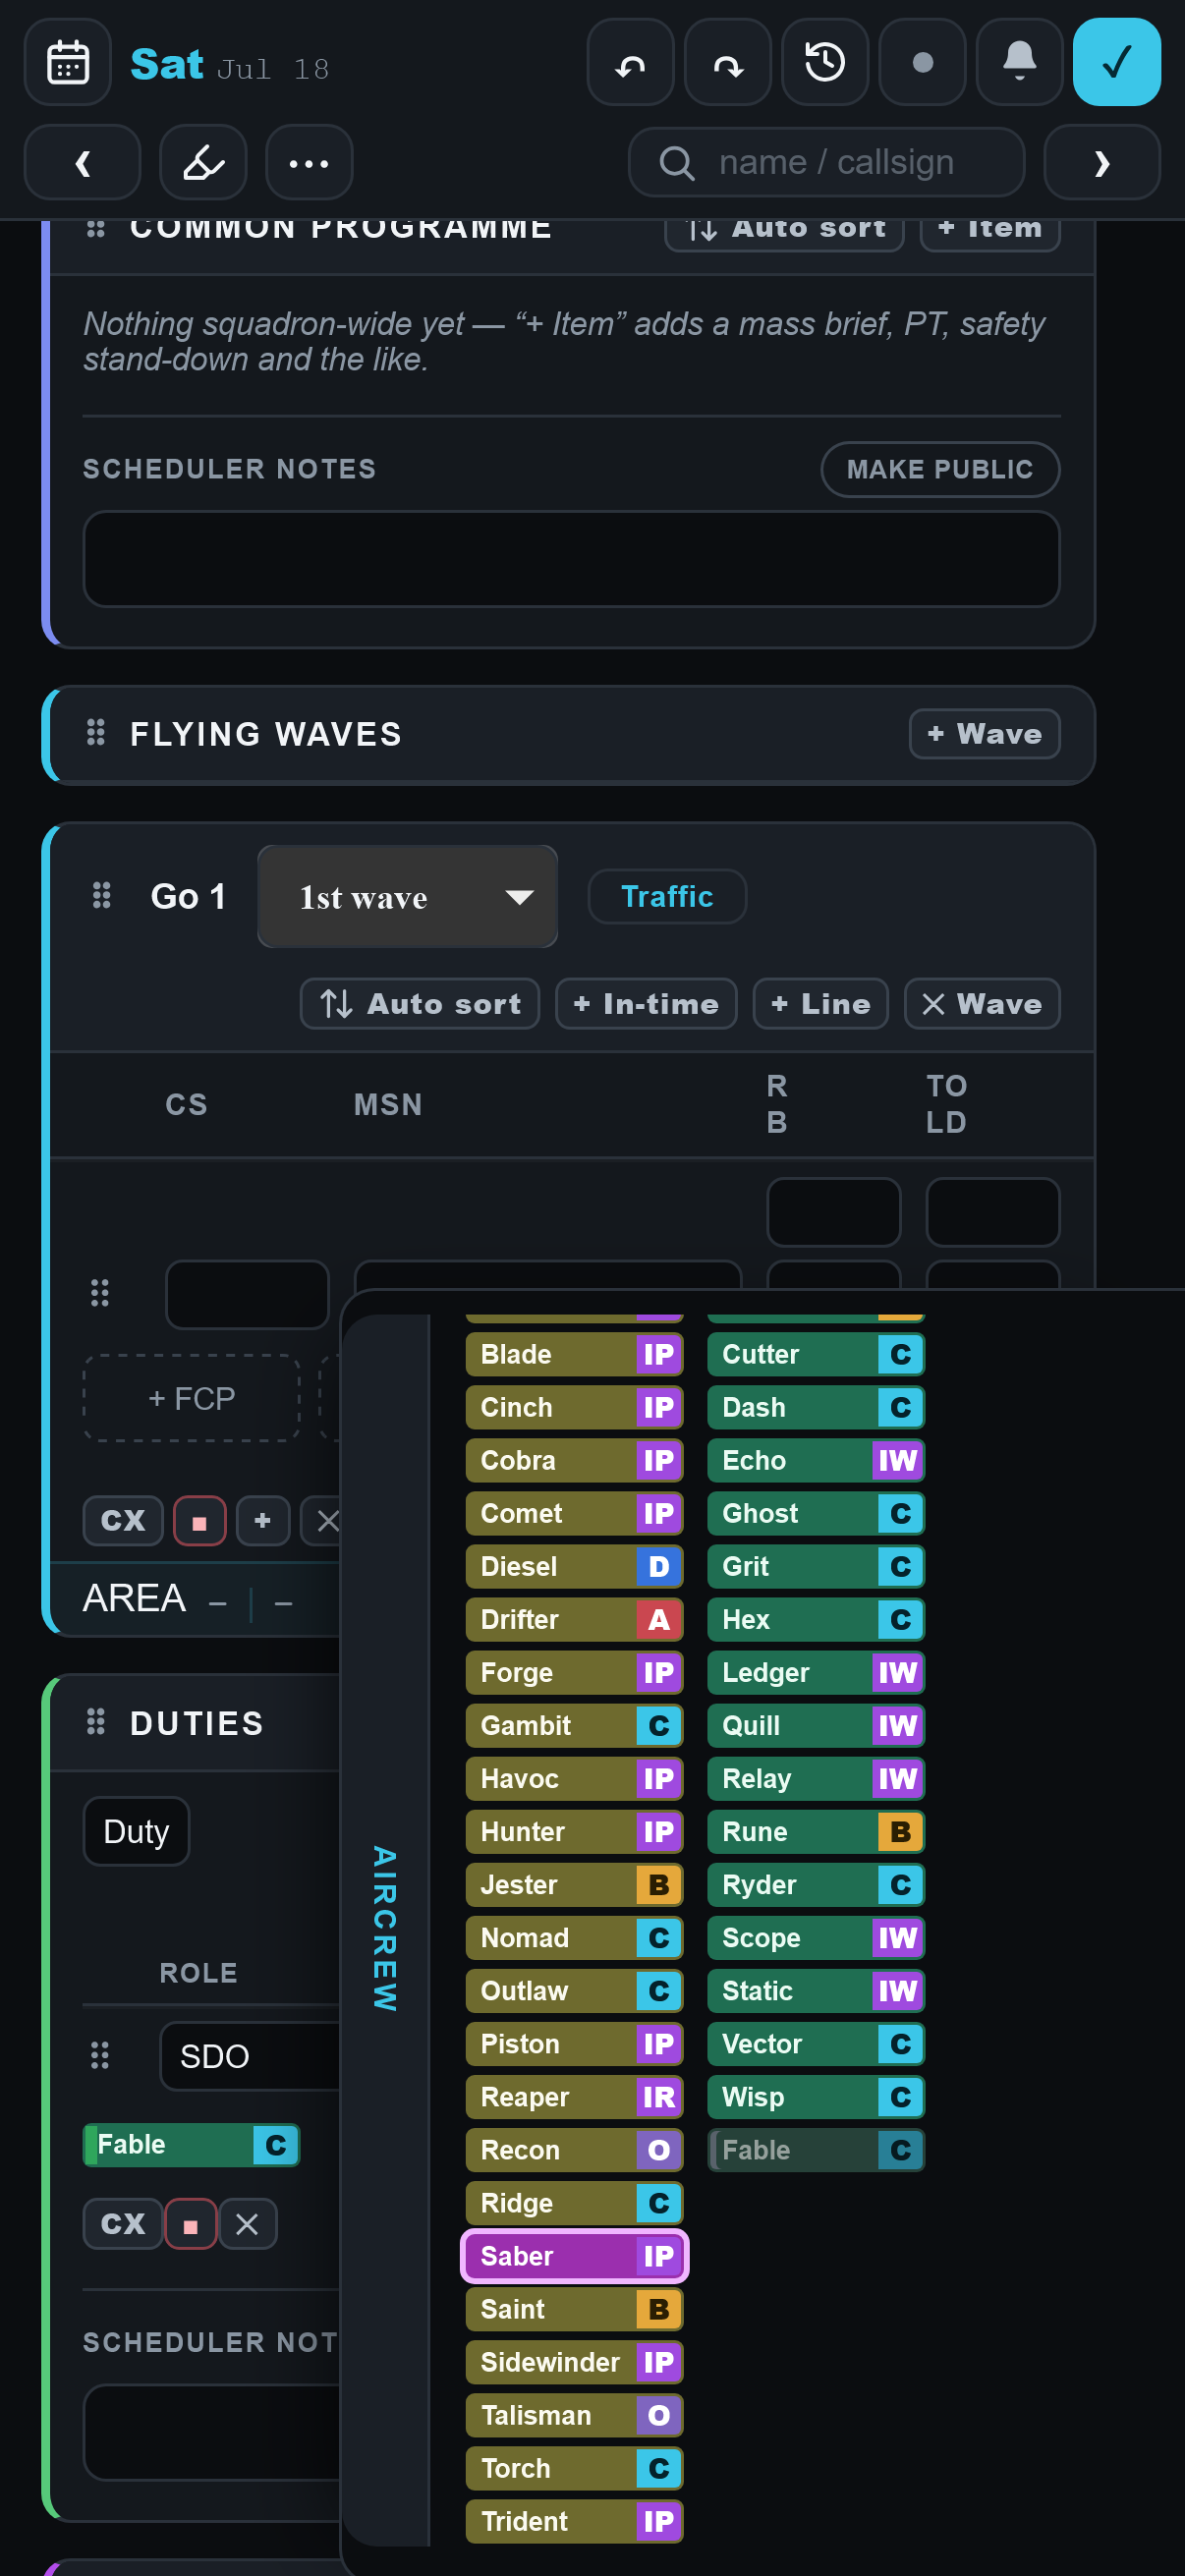 Sat Jul 18
name / callsign
COMMON PROGRAMME
Auto sort
+ Item
Nothing squadron-wide yet — “+ Item” adds a mass brief, PT, safety
stand-down and the like.
SCHEDULER NOTES
MAKE PUBLIC
FLYING WAVES
+ Wave
Go 1
1st wave
Traffic
Auto sort
+ In-time
+ Line
× Wave
CS
MSN
R
B
TO
LD
+ FCP
CX
+
×
AREA – | –
DUTIES
Duty
ROLE
SDO
Fable C
CX
×
SCHEDULER NOT
AIRCREW
Blade IP
Cinch IP
Cobra IP
Comet IP
Diesel D
Drifter A
Forge IP
Gambit C
Havoc IP
Hunter IP
Jester B
Nomad C
Outlaw C
Piston IP
Reaper IR
Recon O
Ridge C
Saber IP
Saint B
Sidewinder IP
Talisman O
Torch C
Trident IP
Cutter C
Dash C
Echo IW
Ghost C
Grit C
Hex C
Ledger IW
Quill IW
Relay IW
Rune B
Ryder C
Scope IW
Static IW
Vector C
Wisp C
Fable C